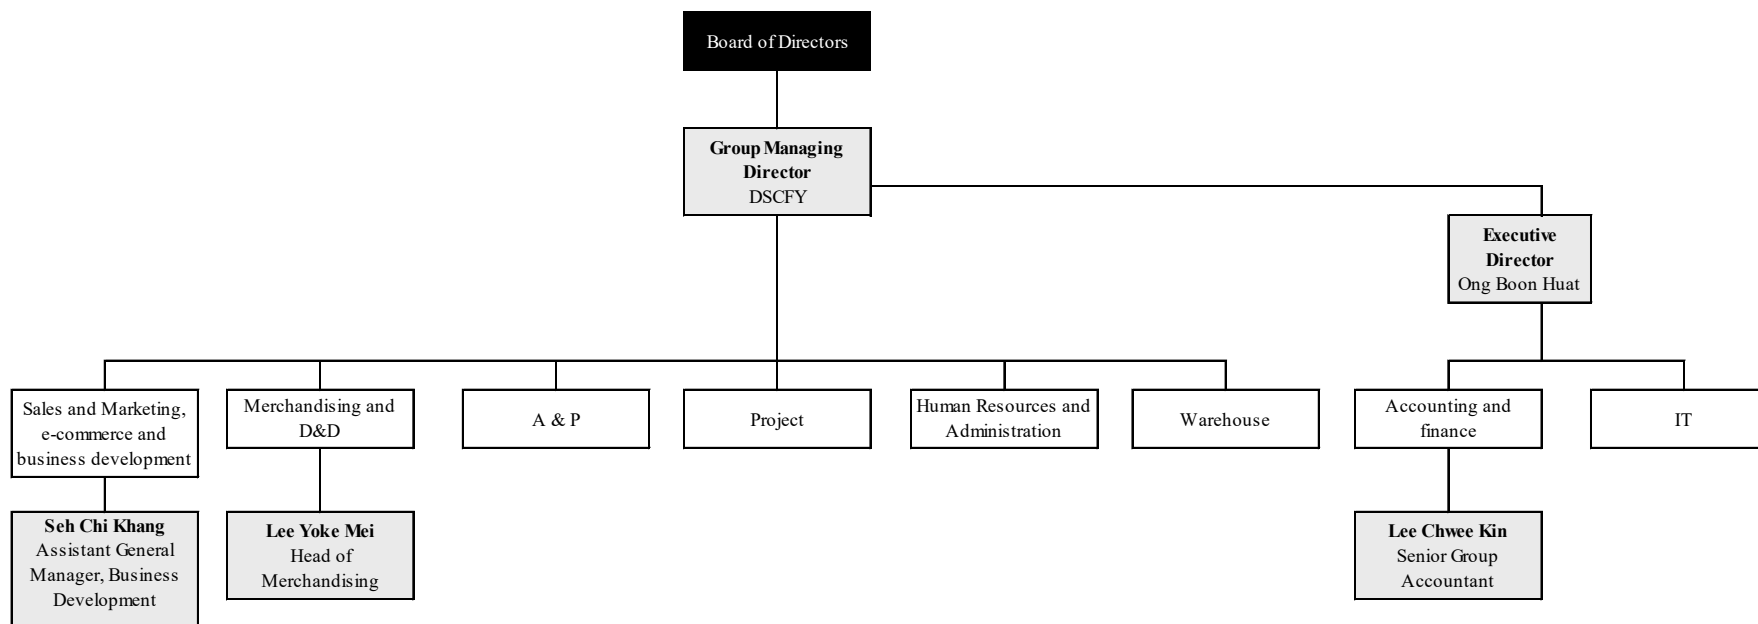 Board of Directors
Group Managing
Director
DSCFY
Executive
Director
Ong Boon Huat
Sales and Marketing,
e-commerce and
business development
Merchandising and
D&D
A & P
Project
Human Resources and
Administration
Warehouse
Accounting and
finance
IT
Seh Chi Khang
Assistant General
Manager, Business
Development
Lee Yoke Mei
Head of
Merchandising
Lee Chwee Kin
Senior Group
Accountant